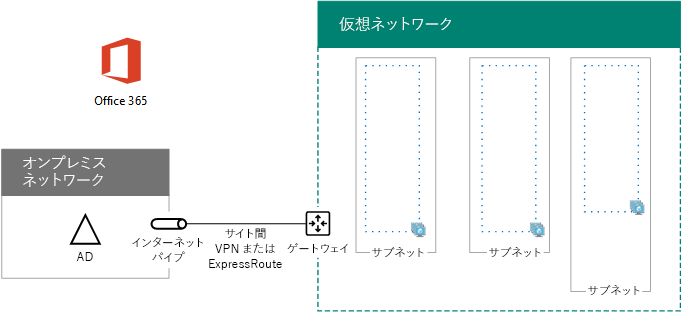 仮想ネットワーク
Office 365
オンプレミス
ネットワーク
AD
インターネット
パイプ
サイト間
VPN または
ExpressRoute
ゲートウェイ
サブネット
サブネット
サブネット